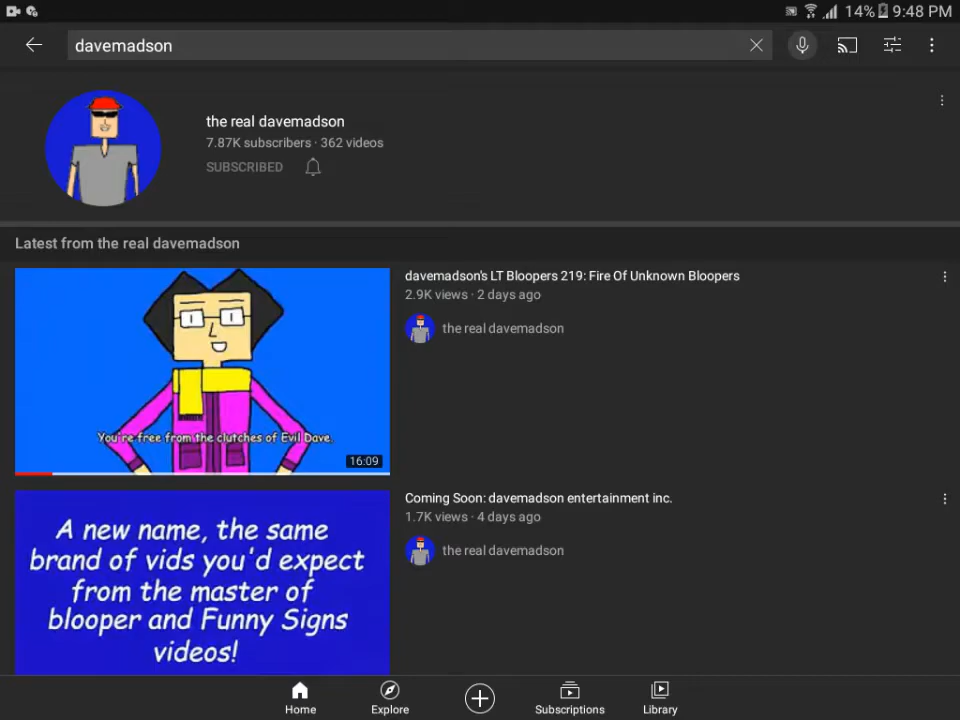 14% 9:48 PM
davemadson
the real davemadson
7.87K subscribers · 362 videos
SUBSCRIBED
Latest from the real davemadson
You're free from the clutches of Evil Dave.
16:09
davemadson's LT Bloopers 219: Fire Of Unknown Bloopers
2.9K views · 2 days ago
the real davemadson
A new name, the same
brand of vids you'd expect
from the master of
blooper and Funny Signs
videos!
Coming Soon: davemadson entertainment inc.
1.7K views · 4 days ago
the real davemadson
Home
Explore
Subscriptions
Library